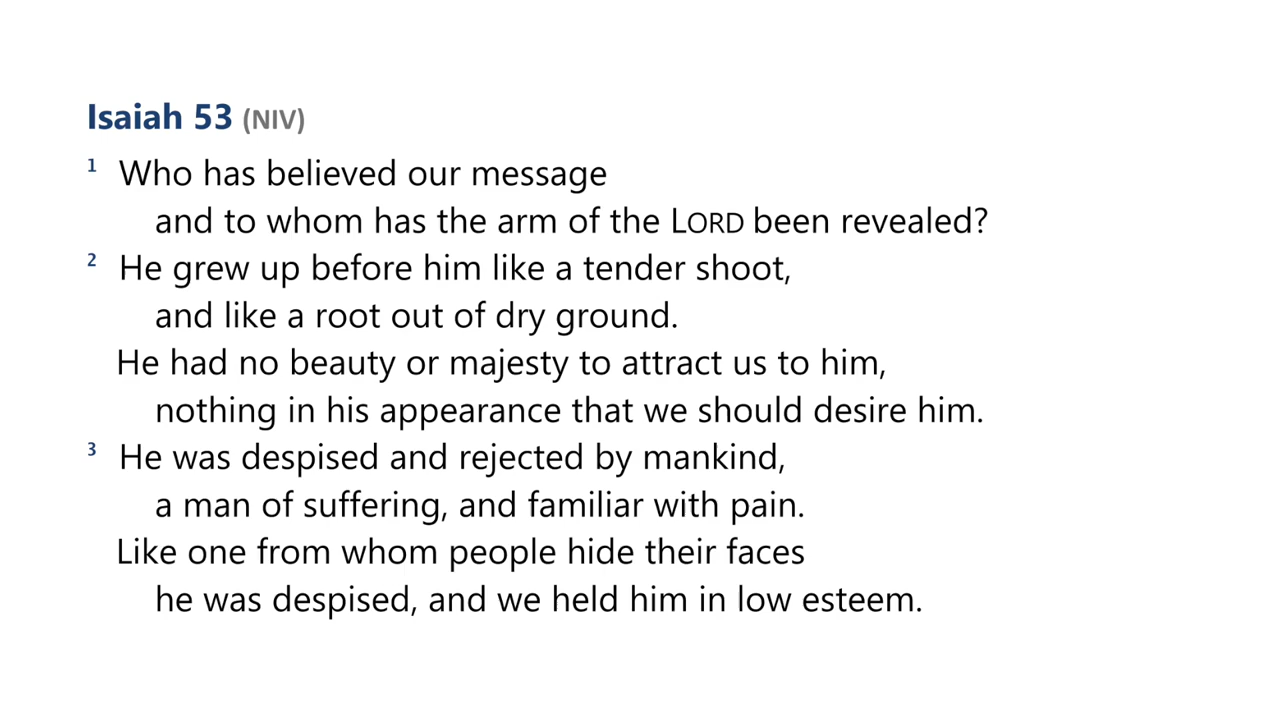 Isaiah 53 (NIV)
1 Who has believed our message
and to whom has the arm of the LORD been revealed?
2 He grew up before him like a tender shoot,
and like a root out of dry ground.
He had no beauty or majesty to attract us to him,
nothing in his appearance that we should desire him.
3 He was despised and rejected by mankind,
a man of suffering, and familiar with pain.
Like one from whom people hide their faces
he was despised, and we held him in low esteem.